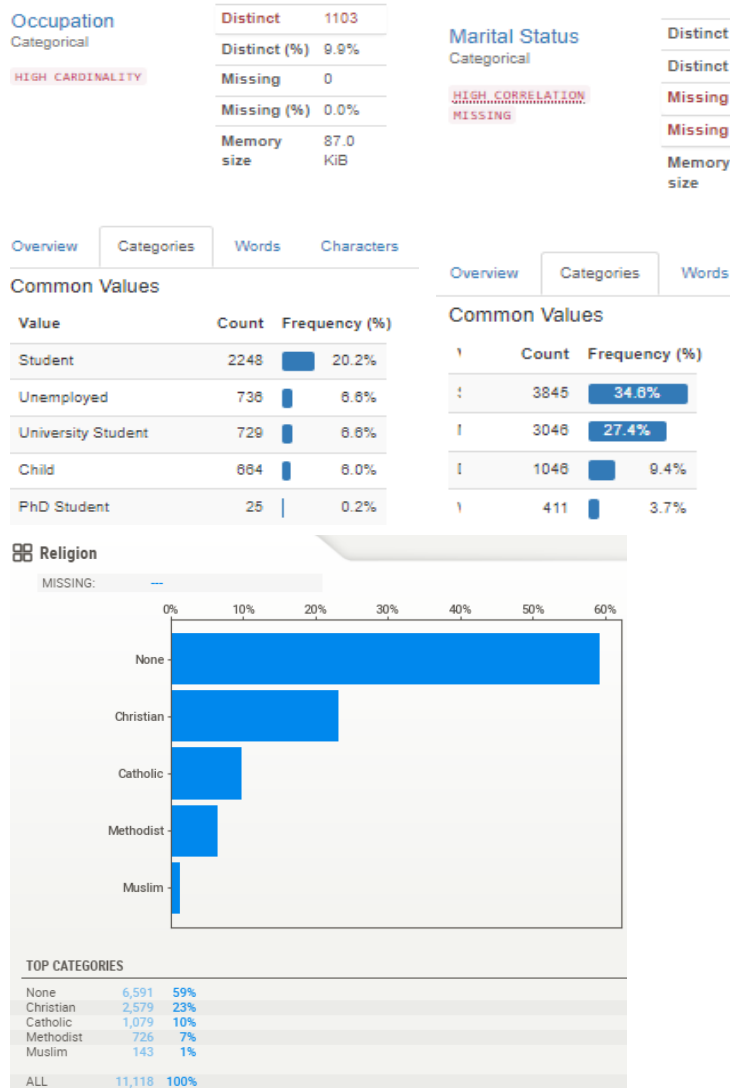 Occupation
Categorical
HIGH CARDINALITY
Distinct 1103
Distinct (%) 9.9%
Missing 0
Missing (%) 0.0%
Memory size 87.0 KiB
Marital Status
Categorical
HIGH CORRELATION
MISSING
Distinct
Distinct
Missing
Missing
Memory size
Overview Categories Words Characters
Common Values
Value Count Frequency (%)
Student 2248 20.2%
Unemployed 736 6.6%
University Student 729 6.6%
Child 664 6.0%
PhD Student 25 0.2%
Overview Categories Words
Common Values
Count Frequency (%)
3845 34.6%
3046 27.4%
1046 9.4%
411 3.7%
Religion
MISSING: ---
0% 10% 20% 30% 40% 50% 60%
None
Christian
Catholic
Methodist
Muslim
TOP CATEGORIES
None 6,591 59%
Christian 2,579 23%
Catholic 1,079 10%
Methodist 726 7%
Muslim 143 1%
ALL 11,118 100%